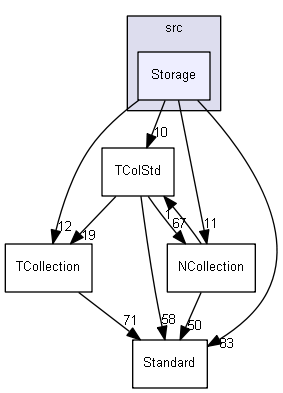 src
Storage
10
TColStd
1
67
12
19
11
TCollection
NCollection
71
58
50
83
Standard